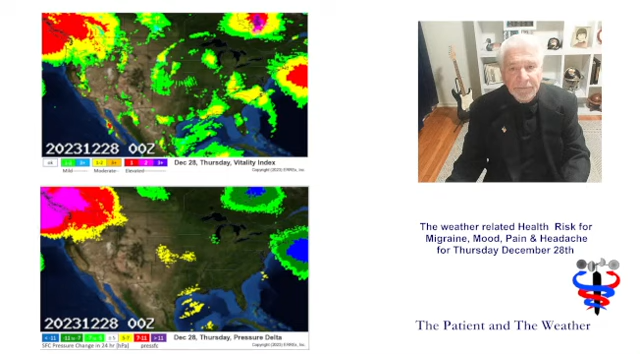 20231228 00Z
Dec 28, Thursday, Vitality Index
Mild
Moderate
Elevated
20231228 00Z
Dec 28, Thursday, Pressure Delta
SFC Pressure Change in 24 hr [hPa] pressfc
The weather related Health Risk for
Migraine, Mood, Pain & Headache
for Thursday December 28th
The Patient and The Weather